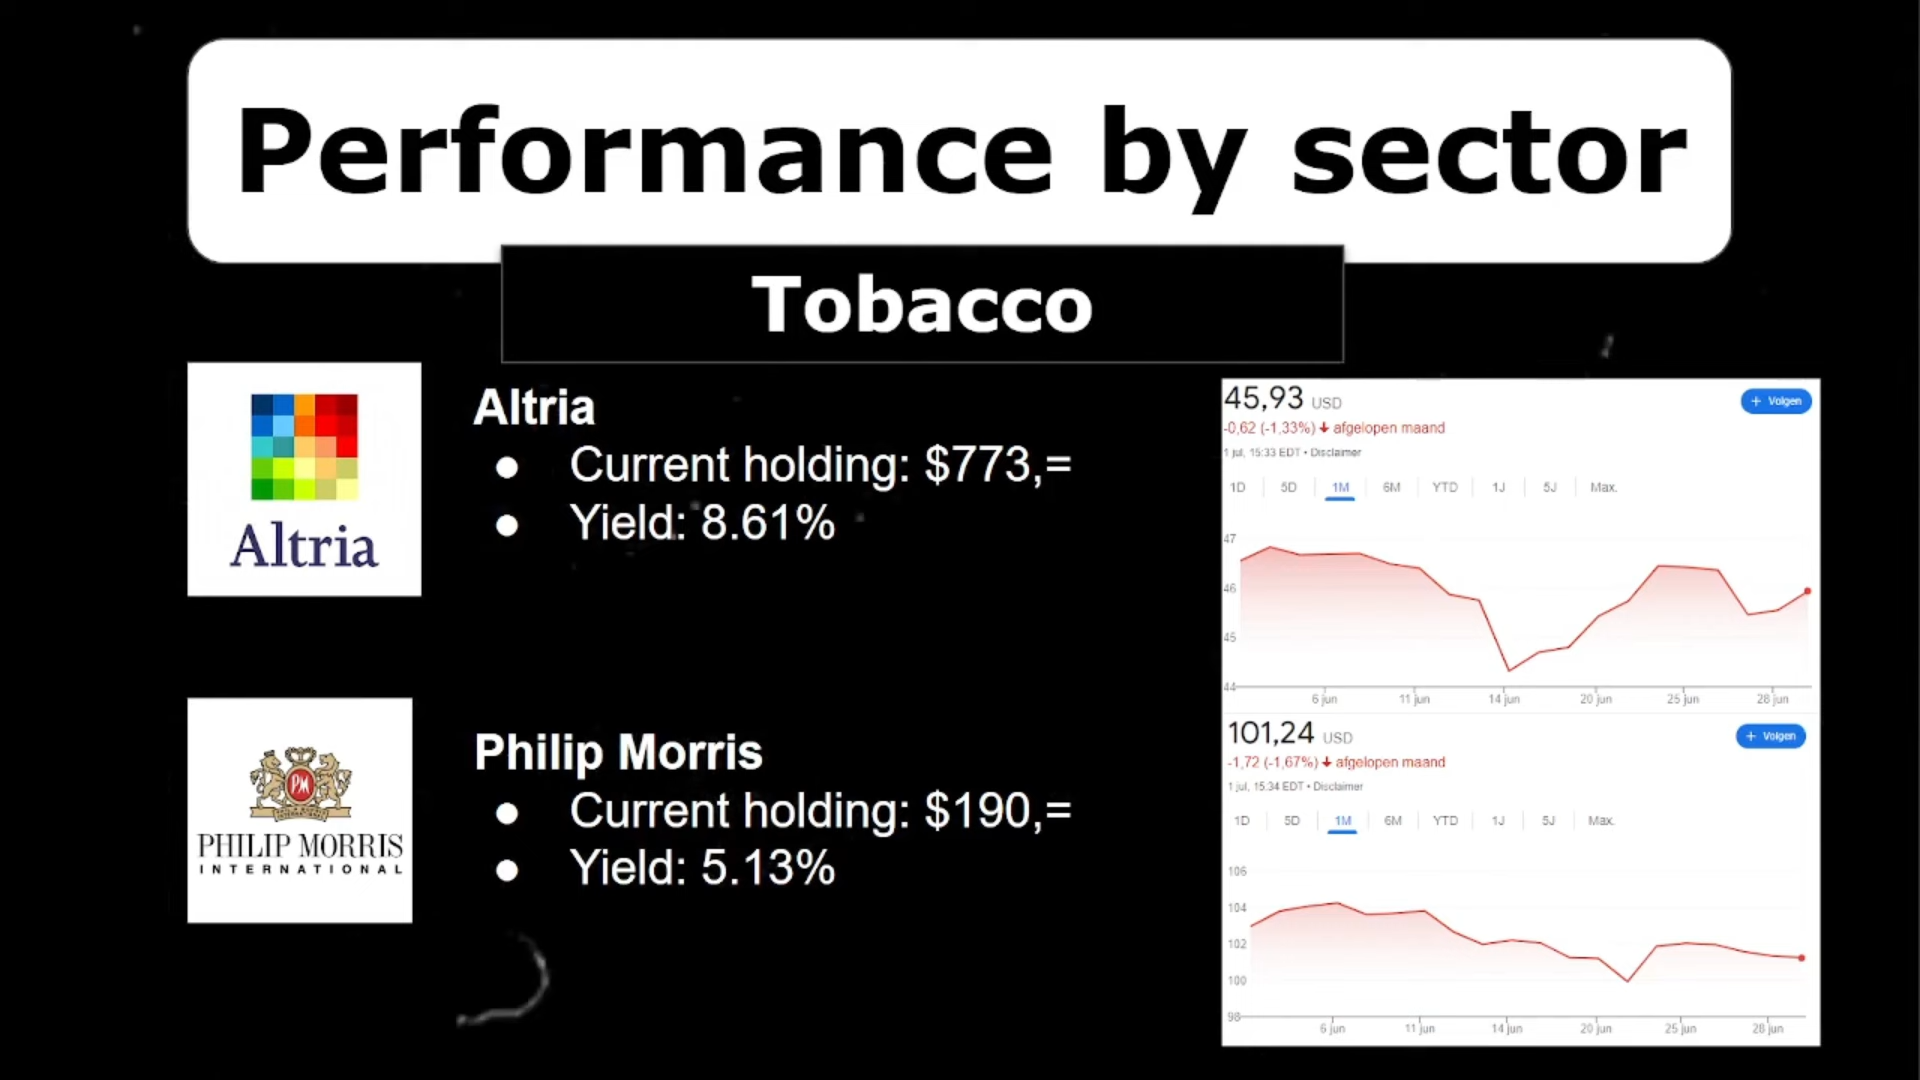 Performance by sector
Tobacco
Altria
Altria
● Current holding: $773,=
● Yield: 8.61%
45,93 USD
+ Volgen
-0,62 (-1,33%) ↓ afgelopen maand
1 jul, 15:33 EDT • Disclaimer
1D 5D 1M 6M YTD 1J 5J Max.
47
46
45
44
6 jun 11 jun 14 jun 20 jun 25 jun 28 jun
PM
PHILIP MORRIS
INTERNATIONAL
Philip Morris
● Current holding: $190,=
● Yield: 5.13%
101,24 USD
+ Volgen
-1,72 (-1,67%) ↓ afgelopen maand
1 jul, 15:34 EDT • Disclaimer
1D 5D 1M 6M YTD 1J 5J Max.
106
104
102
100
98
6 jun 11 jun 14 jun 20 jun 25 jun 28 jun